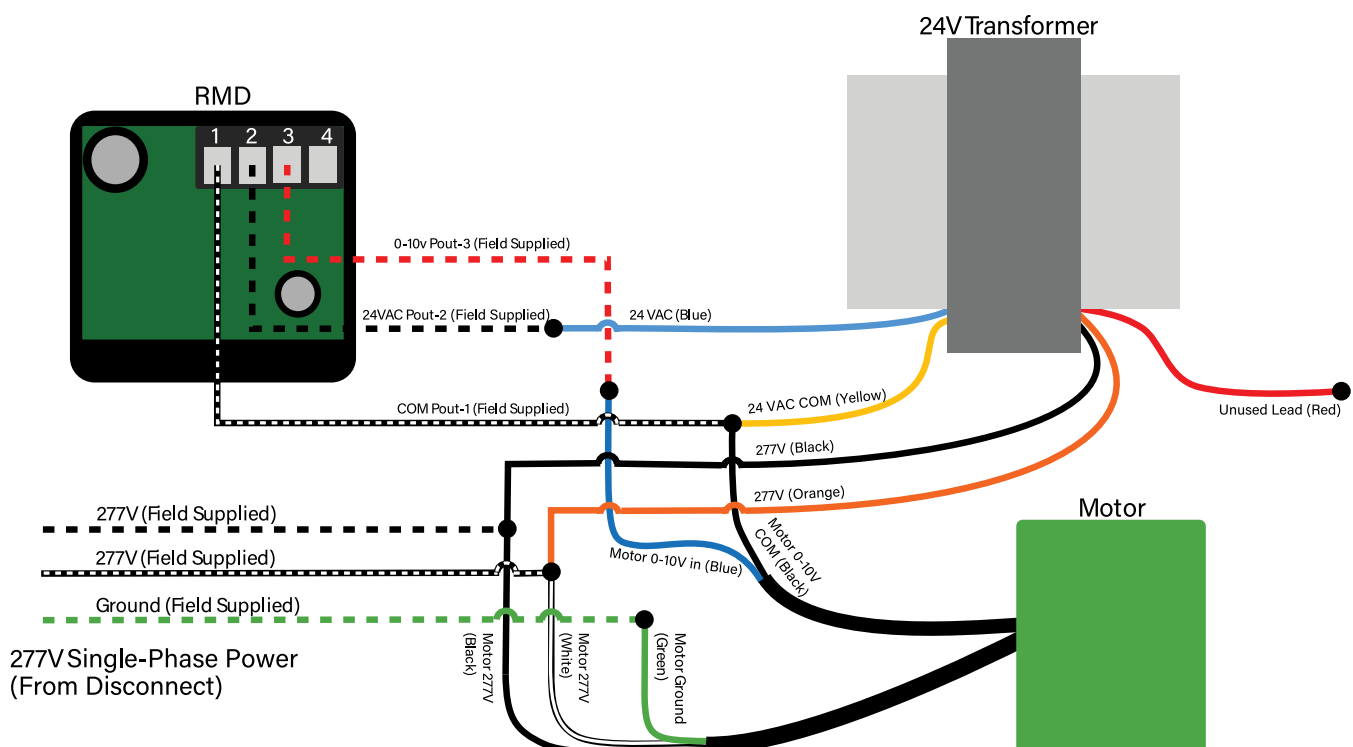 24V Transformer
RMD
1 2 3 4
0-10v Pout-3 (Field Supplied)
24VAC Pout-2 (Field Supplied)
24 VAC (Blue)
COM Pout-1 (Field Supplied)
24 VAC COM (Yellow)
Unused Lead (Red)
277V (Black)
277V (Orange)
277V (Field Supplied)
277V (Field Supplied)
Ground (Field Supplied)
277V Single-Phase Power
(From Disconnect)
Motor
Motor 0-10V in (Blue)
Motor 0-10V
COM (Black)
Motor 277V
(Black)
Motor 277V
(White)
Motor Ground
(Green)